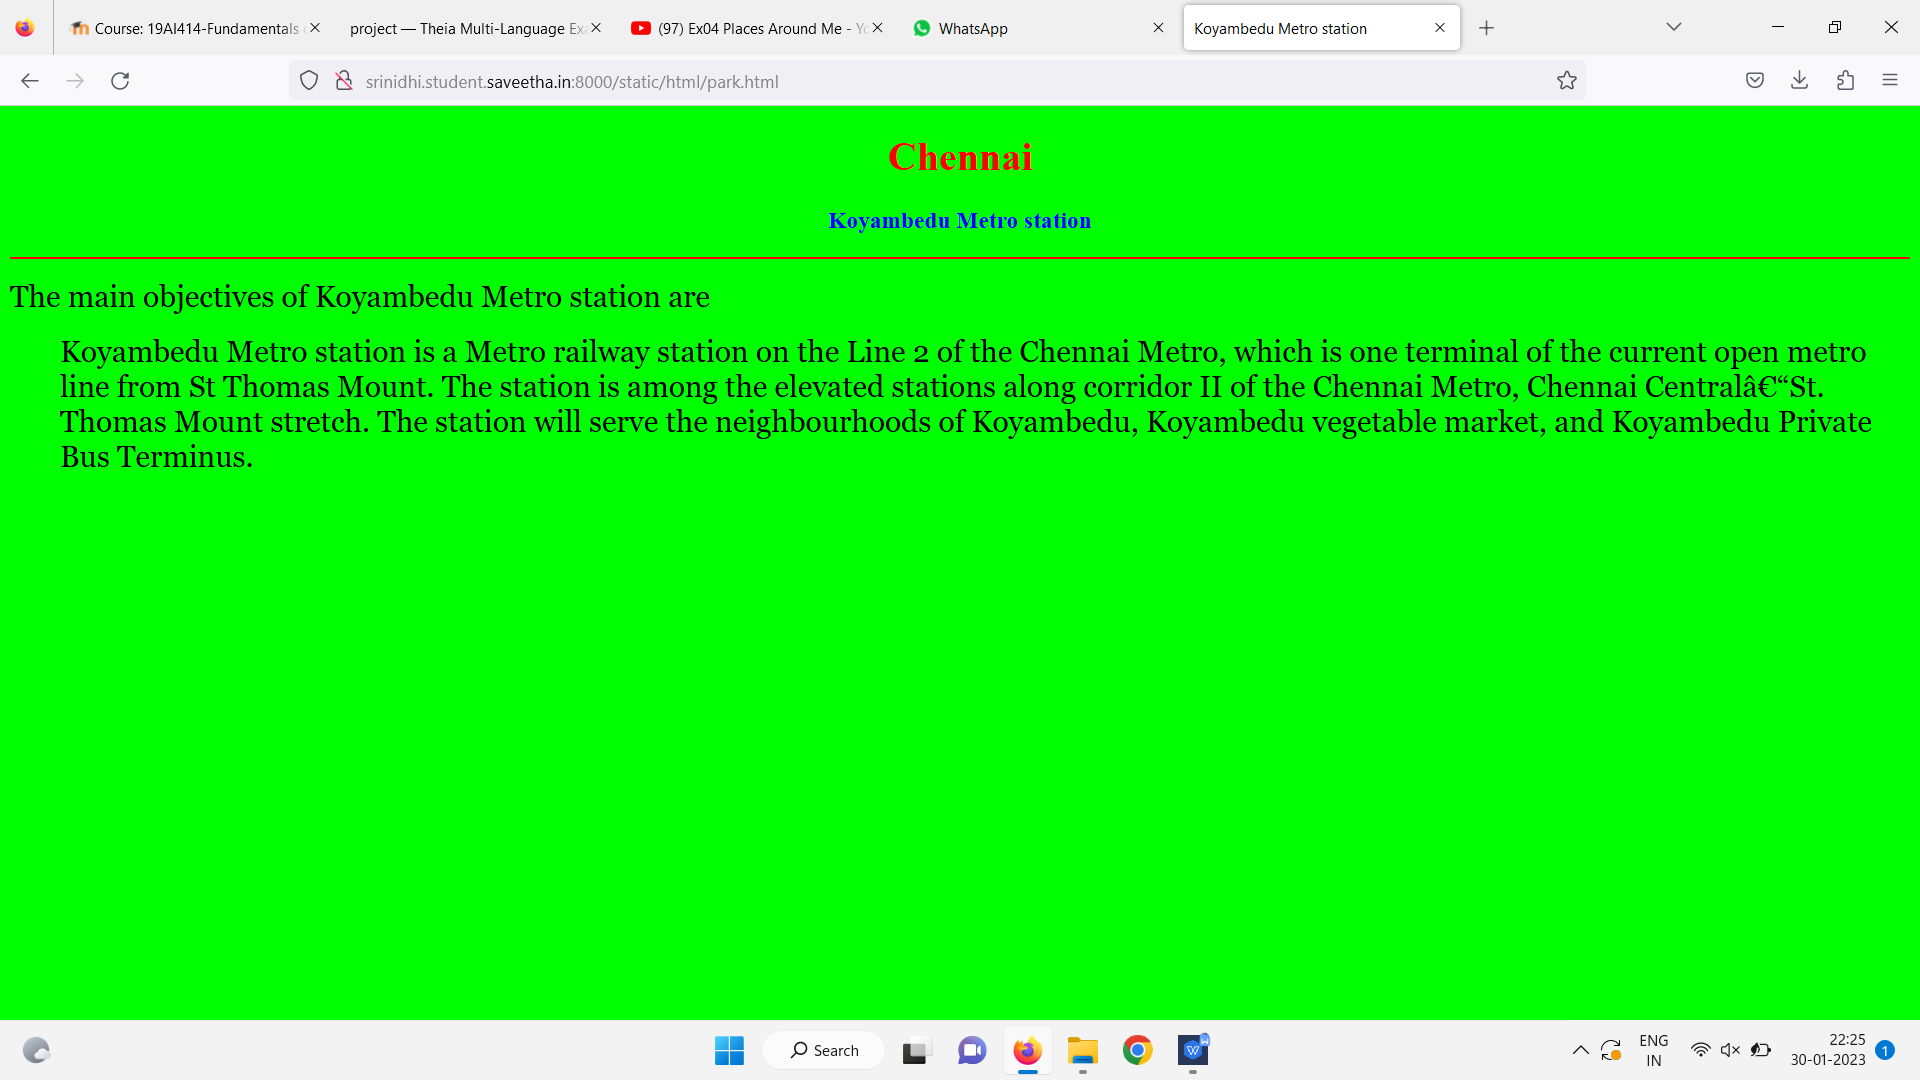 Course: 19AI414-Fundamentals
project — Theia Multi-Language Exa
(97) Ex04 Places Around Me - Yo
WhatsApp
Koyambedu Metro station
srinidhi.student.saveetha.in:8000/static/html/park.html
Chennai
Koyambedu Metro station
The main objectives of Koyambedu Metro station are
Koyambedu Metro station is a Metro railway station on the Line 2 of the Chennai Metro, which is one terminal of the current open metro
line from St Thomas Mount. The station is among the elevated stations along corridor II of the Chennai Metro, Chennai Centralâ€“St.
Thomas Mount stretch. The station will serve the neighbourhoods of Koyambedu, Koyambedu vegetable market, and Koyambedu Private
Bus Terminus.
Search
ENG
IN
22:25
30-01-2023
1